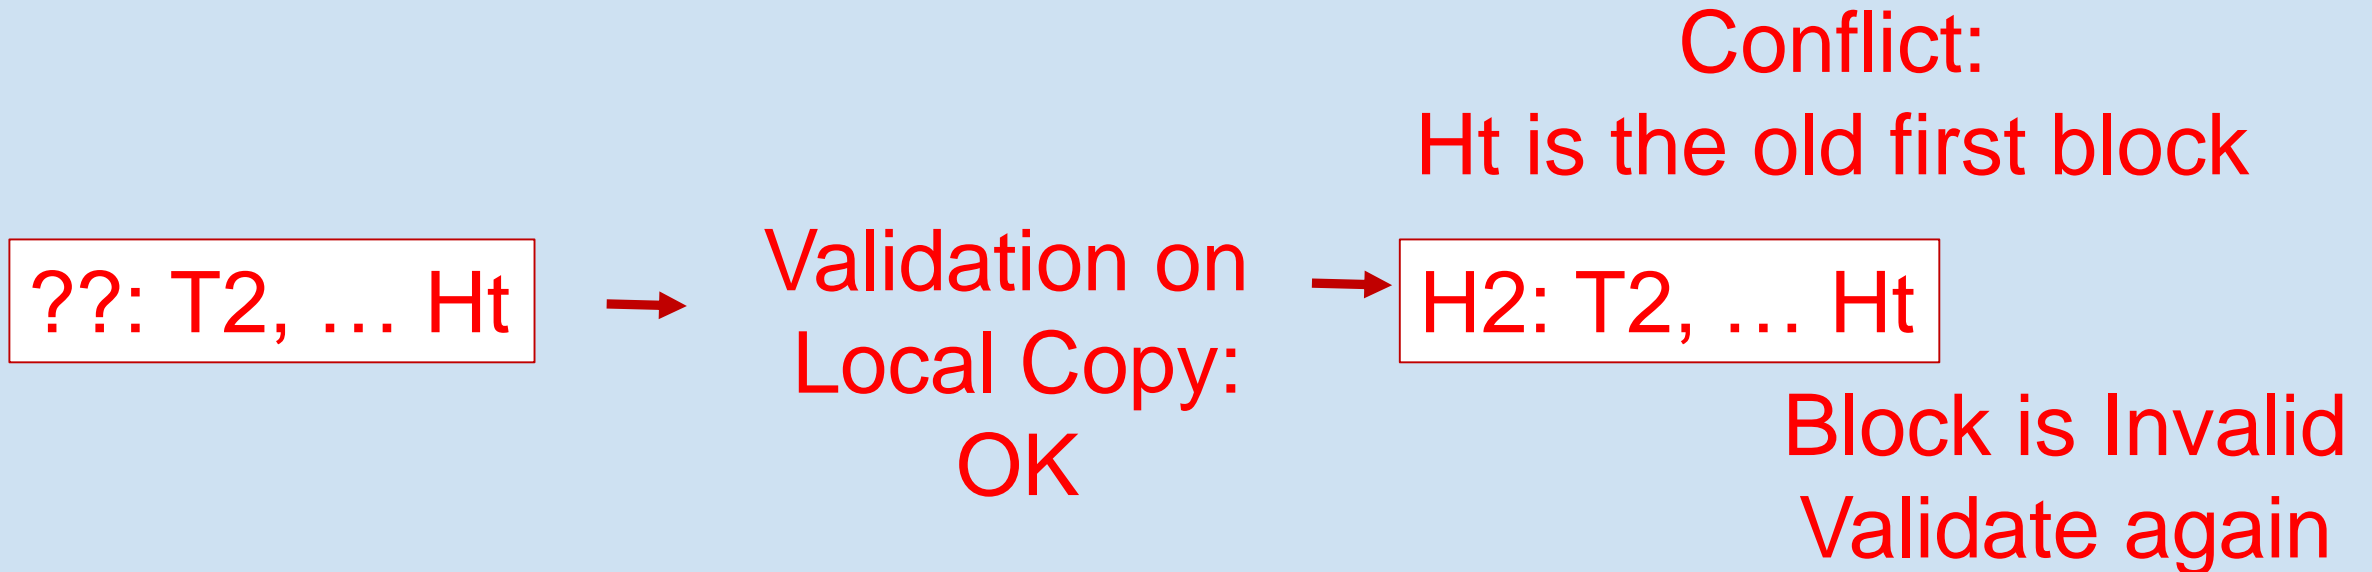 Conflict:
Ht is the old first block
??: T2, … Ht
Validation on
Local Copy:
OK
H2: T2, … Ht
Block is Invalid
Validate again